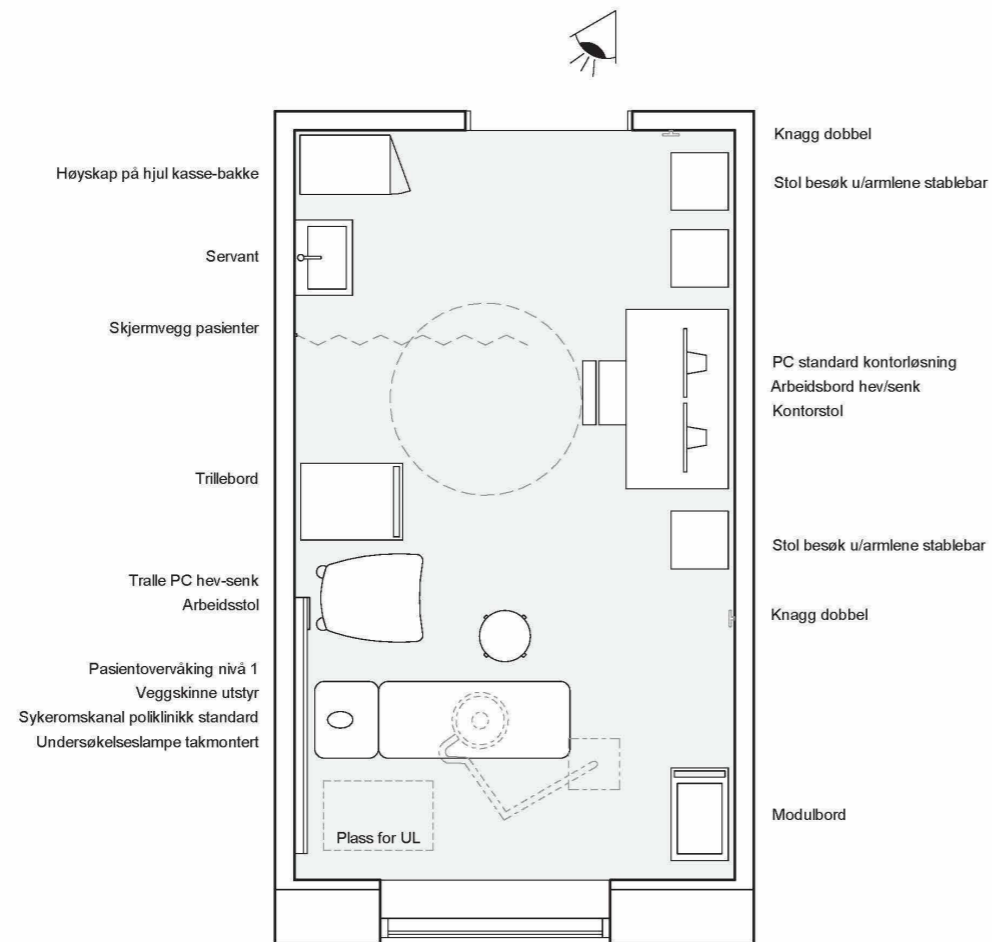 Høyskap på hjul kasse-bakke
Servant
Skjermvegg pasienter
Trillebord
Tralle PC hev-senk
Arbeidsstol
Pasientovervåking nivå 1
Veggskinne utstyr
Sykeromskanal poliklinikk standard
Undersøkelseslampe takmontert
Plass for UL
Knagg dobbel
Stol besøk u/armlene stablebar
PC standard kontorløsning
Arbeidsbord hev/senk
Kontorstol
Stol besøk u/armlene stablebar
Knagg dobbel
Modulbord